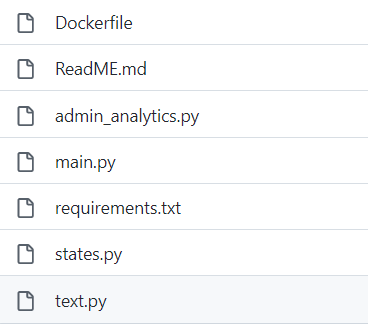 Dockerfile
ReadME.md
admin_analytics.py
main.py
requirements.txt
states.py
text.py